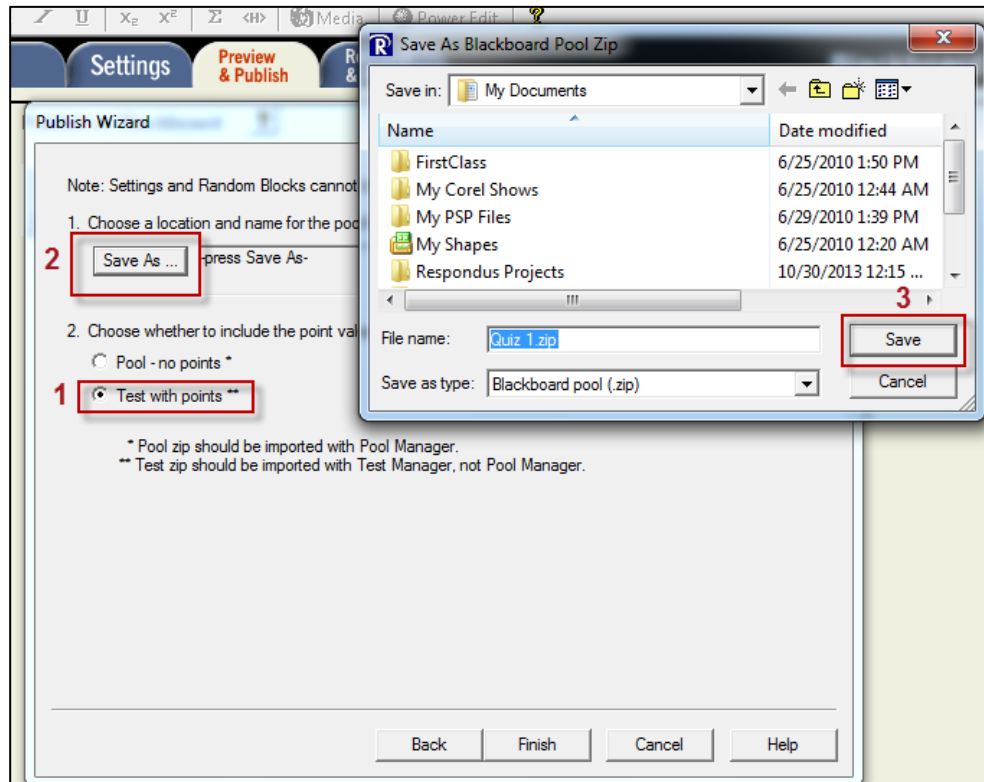 I U X₂ X² Σ <H> Media Power Edit ?
Settings
Preview
& Publish
R
&
Publish Wizard
Note: Settings and Random Blocks cannot
1. Choose a location and name for the poo
2
Save As ... -press Save As-
2. Choose whether to include the point val
Pool - no points *
1
Test with points **
* Pool zip should be imported with Pool Manager.
** Test zip should be imported with Test Manager, not Pool Manager.
Back Finish Cancel Help
R Save As Blackboard Pool Zip X
Save in: My Documents
Name Date modified
FirstClass 6/25/2010 1:50 PM
My Corel Shows 6/25/2010 12:44 AM
My PSP Files 6/29/2010 1:39 PM
My Shapes 6/25/2010 12:20 AM
Respondus Projects 10/30/2013 12:15 ...
3
File name: Quiz 1.zip Save
Save as type: Blackboard pool (.zip) Cancel